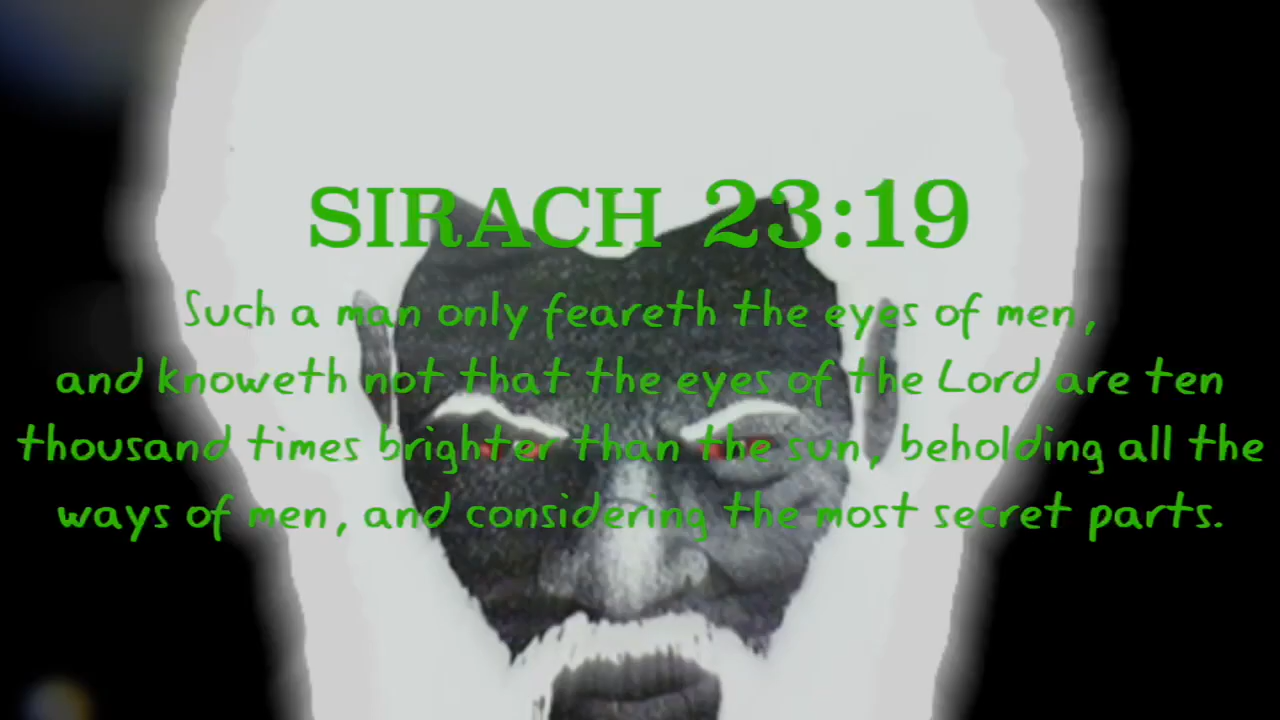 SIRACH 23:19
Such a man only feareth the eyes of men,
and knoweth not that the eyes of the Lord are ten
thousand times brighter than the sun, beholding all the
ways of men, and considering the most secret parts.